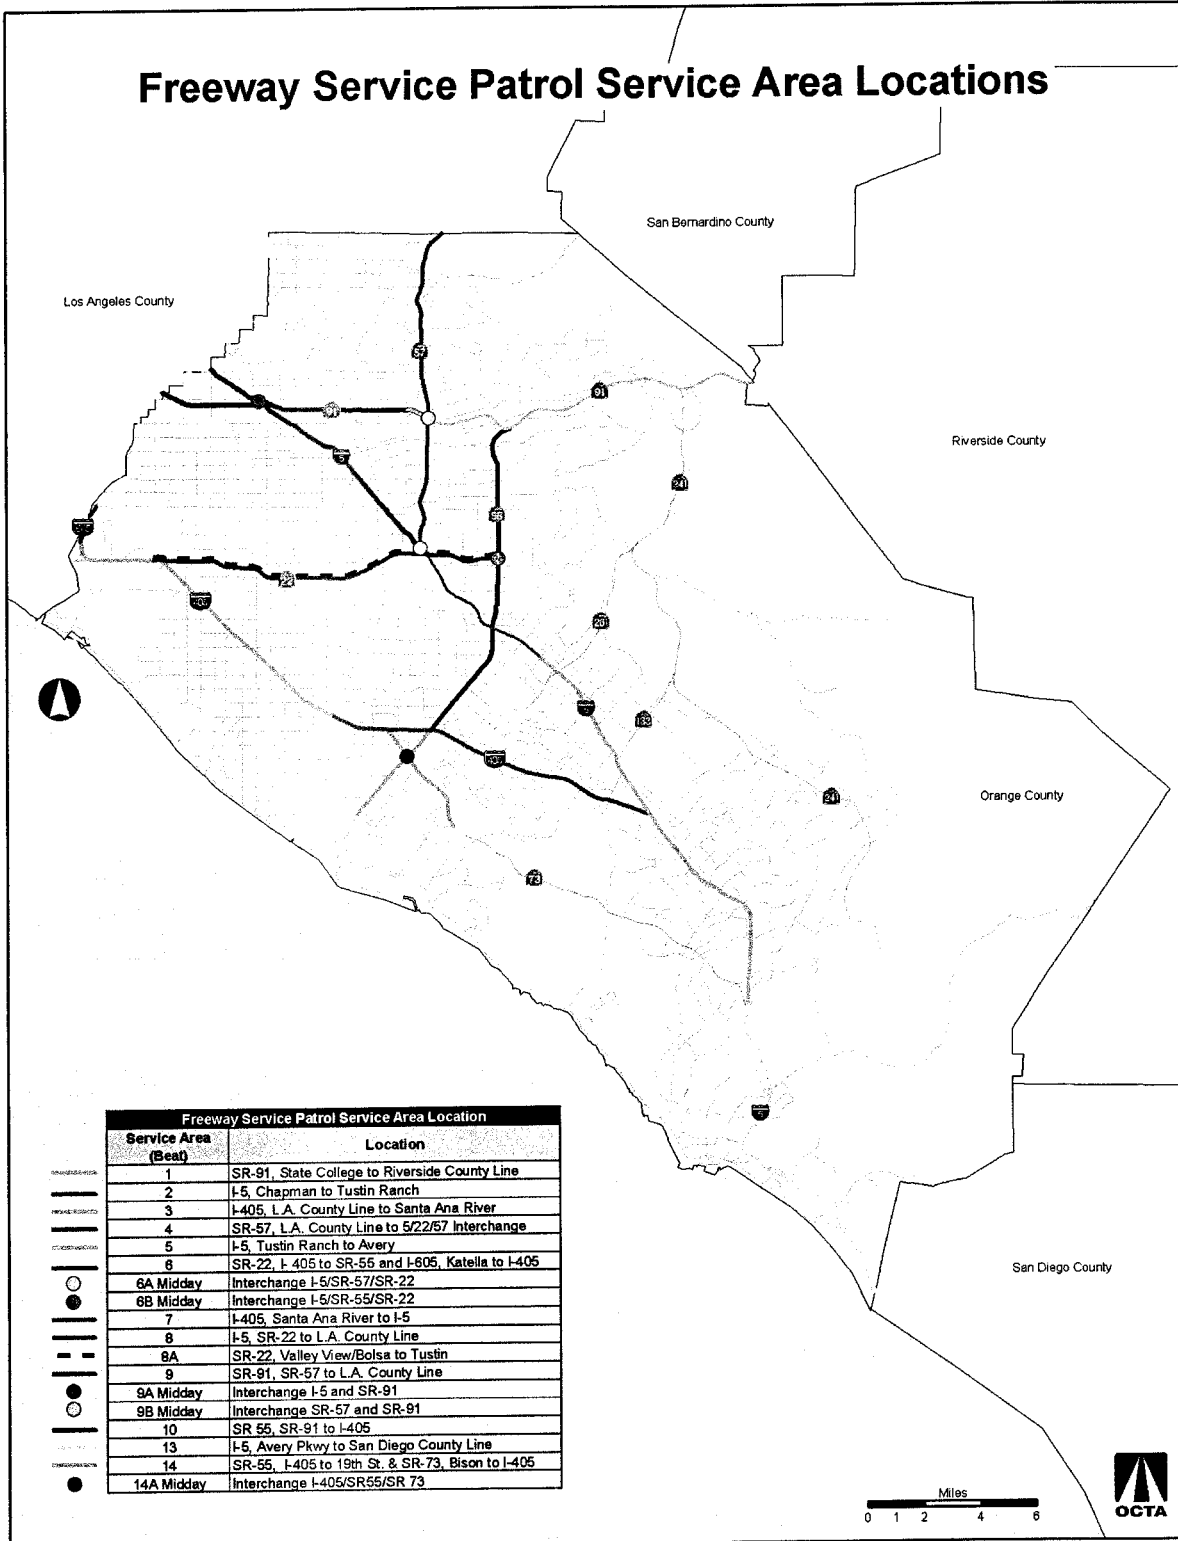 Freeway Service Patrol Service Area Locations
San Bernardino County
Los Angeles County
57
91
91
Riverside County
5
241
55
605
22
405
261
5
133
405
241
Orange County
73
5
San Diego County
Freeway Service Patrol Service Area Location
Service Area (Beat) Location
1 SR-91, State College to Riverside County Line
2 I-5, Chapman to Tustin Ranch
3 I-405, L.A. County Line to Santa Ana River
4 SR-57, L.A. County Line to 5/22/57 Interchange
5 I-5, Tustin Ranch to Avery
6 SR-22, I- 405 to SR-55 and I-605, Katella to I-405
6A Midday Interchange I-5/SR-57/SR-22
6B Midday Interchange I-5/SR-55/SR-22
7 I-405, Santa Ana River to I-5
8 I-5, SR-22 to L.A. County Line
8A SR-22, Valley View/Bolsa to Tustin
9 SR-91, SR-57 to L.A. County Line
9A Midday Interchange I-5 and SR-91
9B Midday Interchange SR-57 and SR-91
10 SR 55, SR-91 to I-405
13 I-5, Avery Pkwy to San Diego County Line
14 SR-55, I-405 to 19th St. & SR-73, Bison to I-405
14A Midday Interchange I-405/SR55/SR 73
Miles
0 1 2 4 6
OCTA